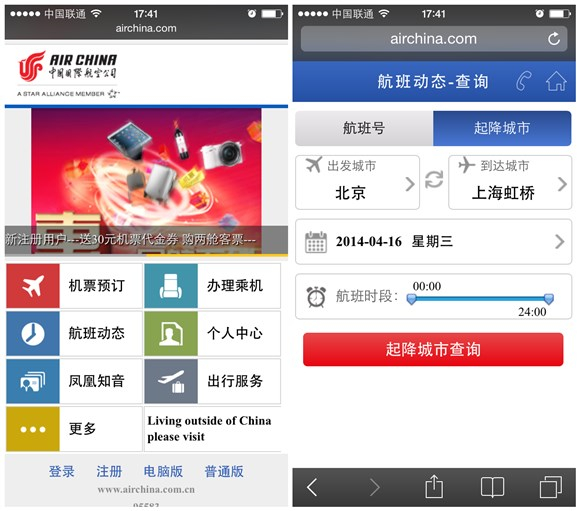 中国联通
17:41
airchina.com
AIR CHINA
中国国际航空公司
A STAR ALLIANCE MEMBER
新注册用户---送30元机票代金券 购两舱客票---
机票预订
办理乘机
航班动态
个人中心
凤凰知音
出行服务
更多
Living outside of China
please visit
登录 注册 电脑版 普通版
www.airchina.com.cn
95583
中国联通
17:41
airchina.com
航班动态-查询
航班号
起降城市
出发城市
北京
到达城市
上海虹桥
2014-04-16 星期三
航班时段:
00:00
24:00
起降城市查询